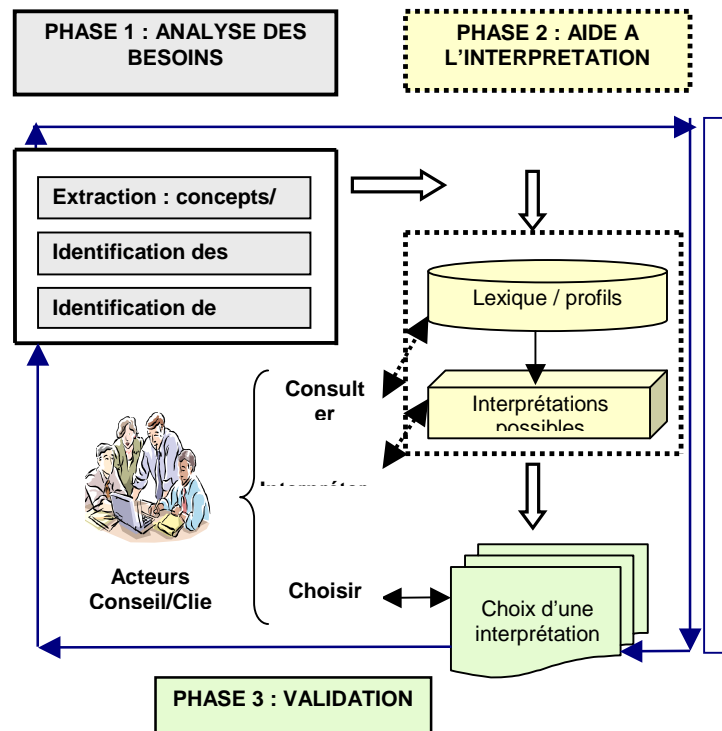 PHASE 1 : ANALYSE DES
BESOINS
PHASE 2 : AIDE A
L’INTERPRETATION
Extraction : concepts/
Identification des
Identification de
Lexique / profils
Interprétations
possibles
Consult
er
Choisir
Acteurs
Conseil/Clie
Choix d’une
interprétation
PHASE 3 : VALIDATION